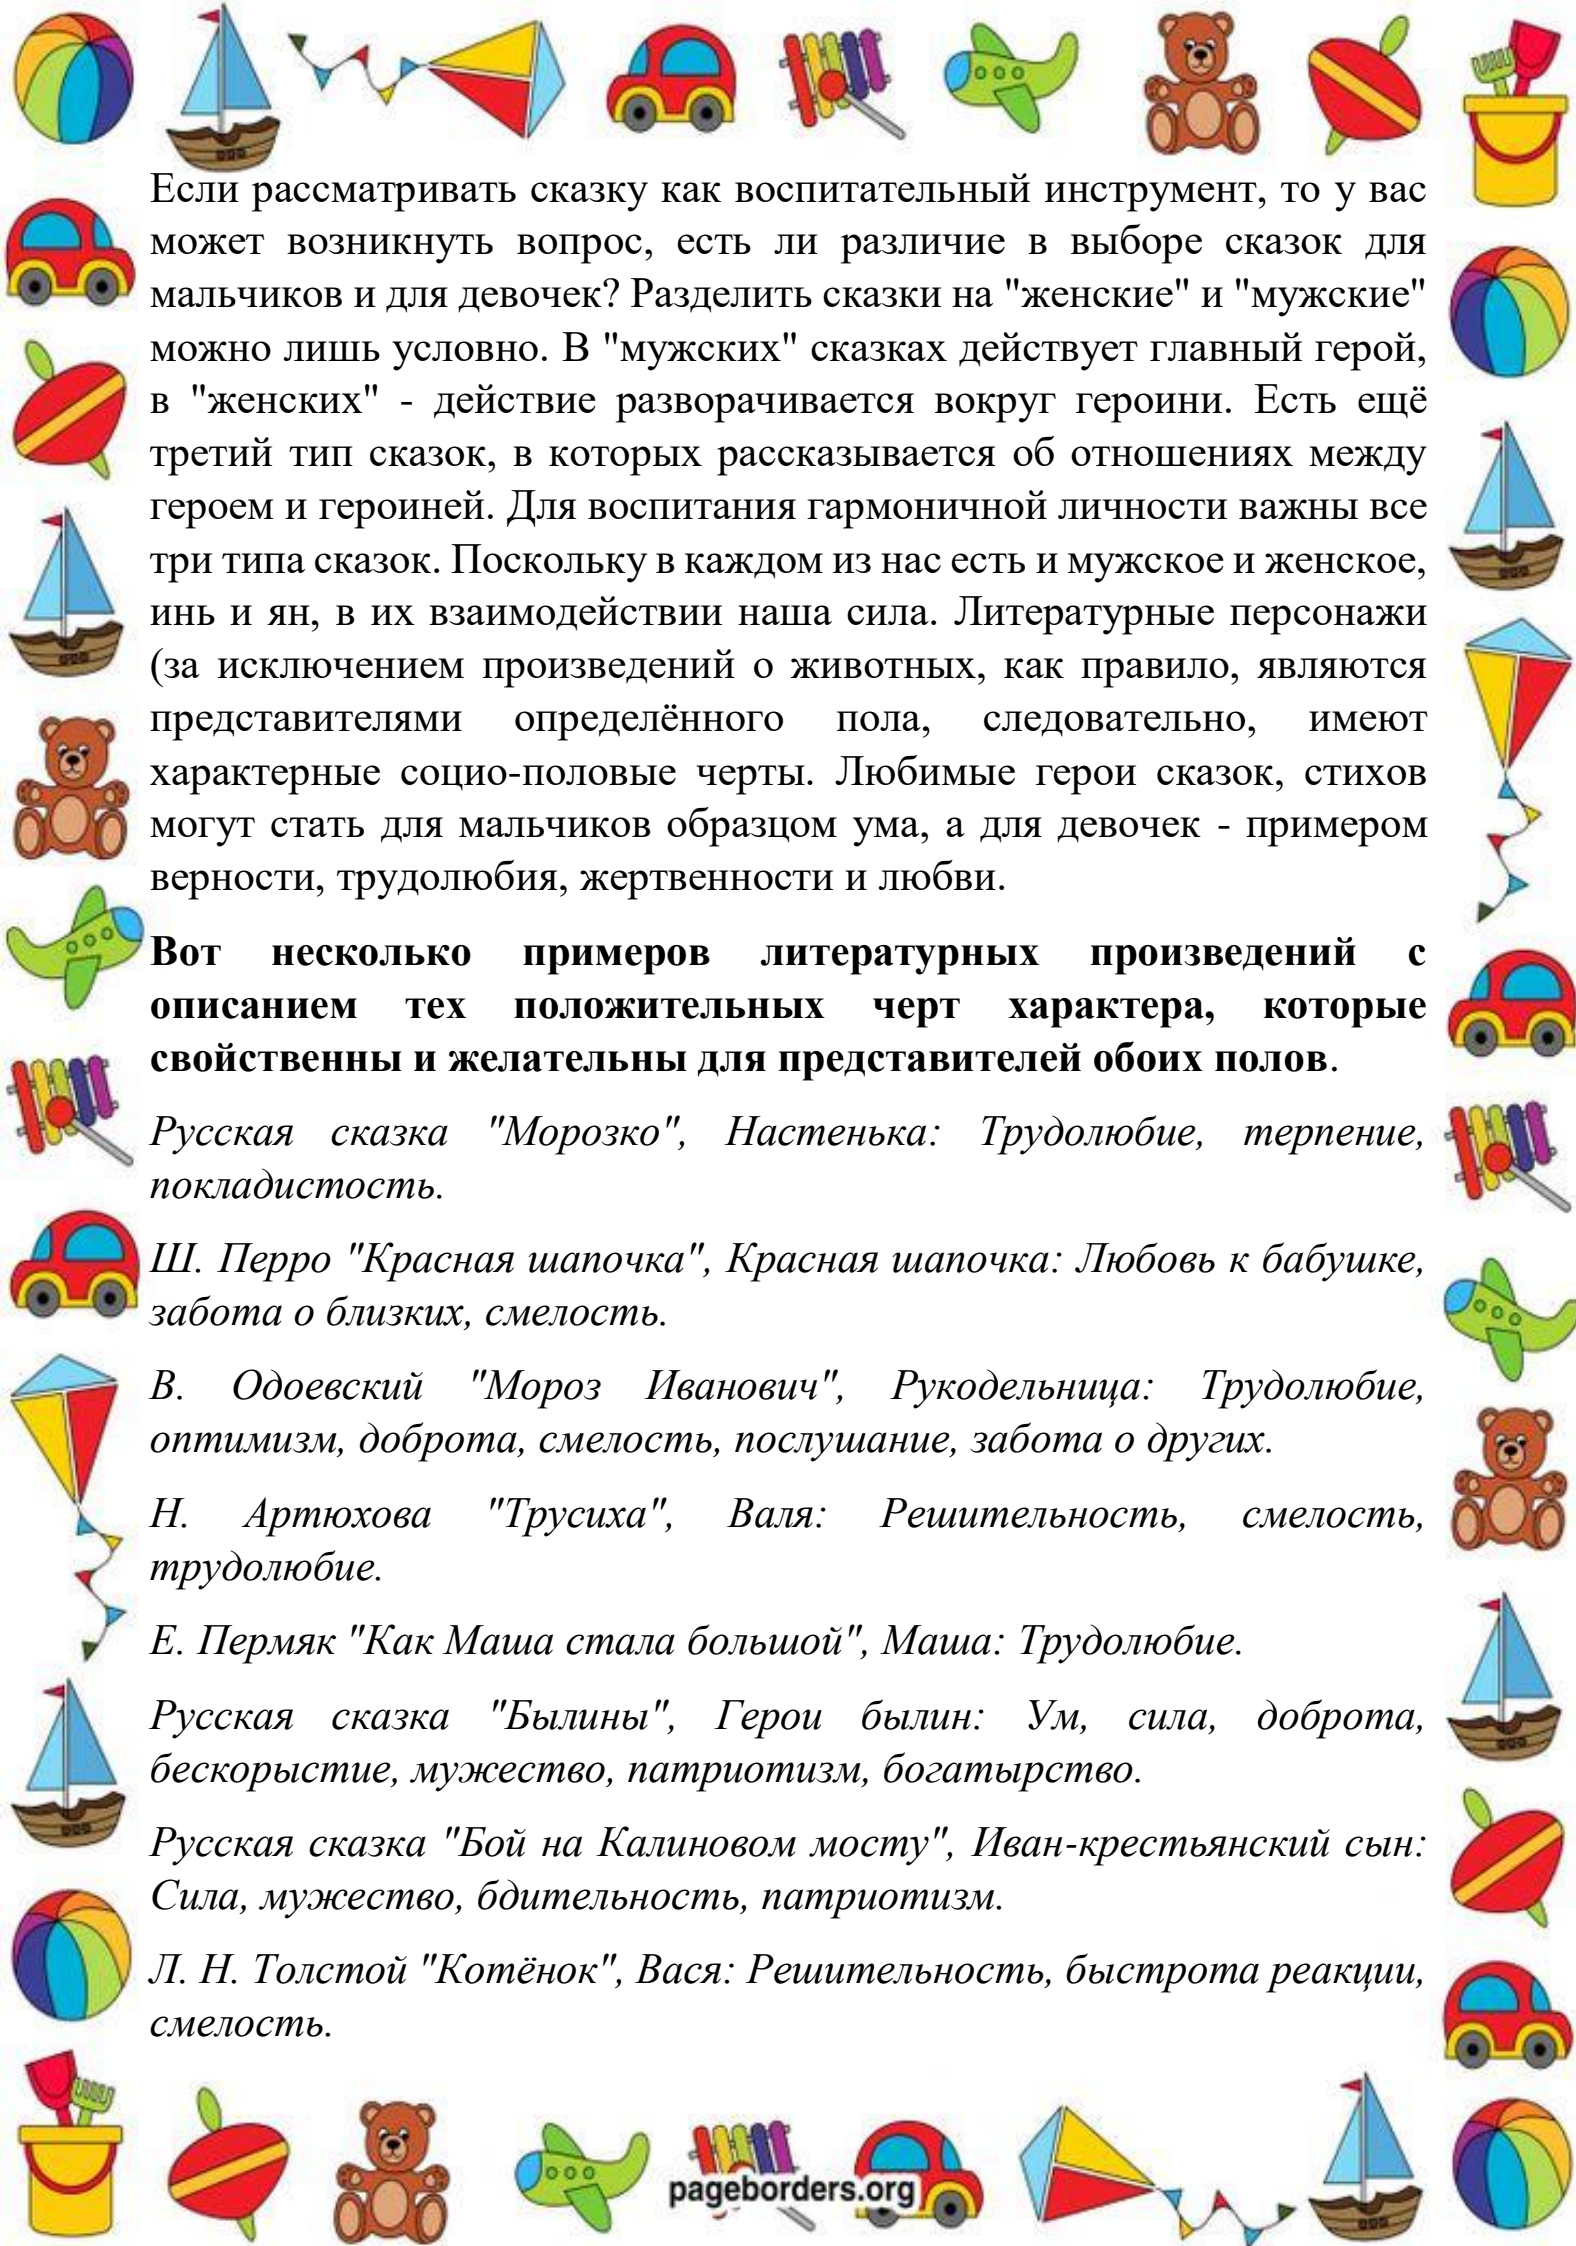 Если рассматривать сказку как воспитательный инструмент, то у вас
может возникнуть вопрос, есть ли различие в выборе сказок для
мальчиков и для девочек? Разделить сказки на "женские" и "мужские"
можно лишь условно. В "мужских" сказках действует главный герой,
в "женских" - действие разворачивается вокруг героини. Есть ещё
третий тип сказок, в которых рассказывается об отношениях между
героем и героиней. Для воспитания гармоничной личности важны все
три типа сказок. Поскольку в каждом из нас есть и мужское и женское,
инь и ян, в их взаимодействии наша сила. Литературные персонажи
(за исключением произведений о животных, как правило, являются
представителями определённого пола, следовательно, имеют
характерные социо-половые черты. Любимые герои сказок, стихов
могут стать для мальчиков образцом ума, а для девочек - примером
верности, трудолюбия, жертвенности и любви.
Вот несколько примеров литературных произведений с
описанием тех положительных черт характера, которые
свойственны и желательны для представителей обоих полов.
Русская сказка "Морозко", Настенька: Трудолюбие, терпение,
покладистость.
Ш. Перро "Красная шапочка", Красная шапочка: Любовь к бабушке,
забота о близких, смелость.
В. Одоевский "Мороз Иванович", Рукодельница: Трудолюбие,
оптимизм, доброта, смелость, послушание, забота о других.
Н. Артюхова "Трусиха", Валя: Решительность, смелость,
трудолюбие.
Е. Пермяк "Как Маша стала большой", Маша: Трудолюбие.
Русская сказка "Былины", Герои былин: Ум, сила, доброта,
бескорыстие, мужество, патриотизм, богатырство.
Русская сказка "Бой на Калиновом мосту", Иван-крестьянский сын:
Сила, мужество, бдительность, патриотизм.
Л. Н. Толстой "Котёнок", Вася: Решительность, быстрота реакции,
смелость.
pageborders.org